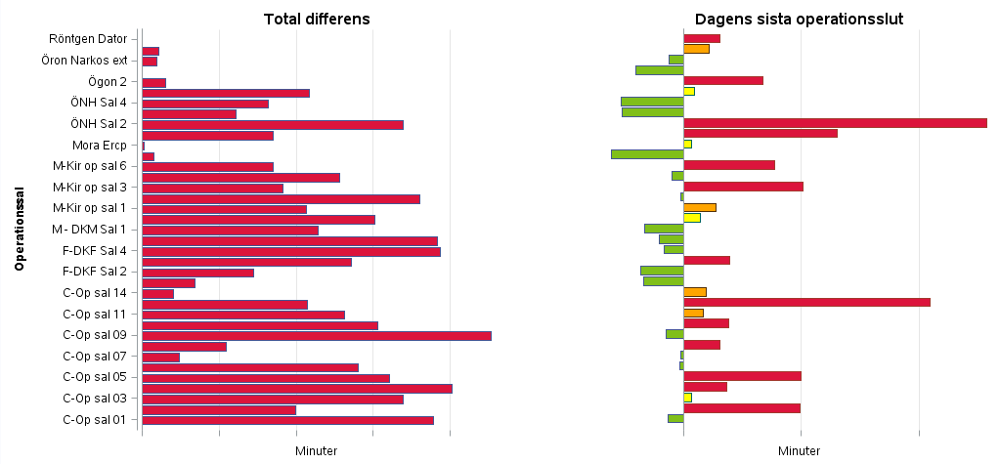 Total differens
Dagens sista operationsslut
Operationssal
Röntgen Dator
Öron Narkos ext
Ögon 2
ÖNH Sal 4
ÖNH Sal 2
Mora Ercp
M-Kir op sal 6
M-Kir op sal 3
M-Kir op sal 1
M - DKM Sal 1
F-DKF Sal 4
F-DKF Sal 2
C-Op sal 14
C-Op sal 11
C-Op sal 09
C-Op sal 07
C-Op sal 05
C-Op sal 03
C-Op sal 01
Minuter
Minuter